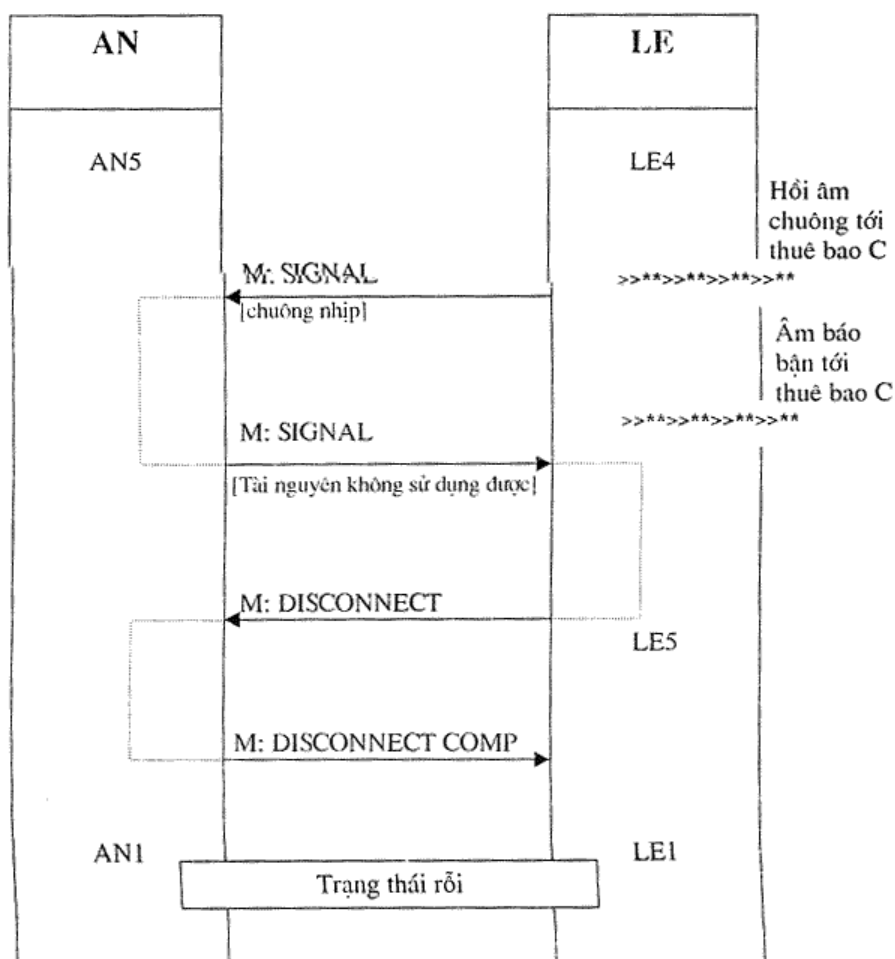 AN
LE
AN5
LE4
Hồi âm
chuông tới
thuê bao C
M: SIGNAL
>>**>>**>>**>>**
[chuông nhịp]
Âm báo
bận tới
thuê bao C
>>**>>**>>**>>**
M: SIGNAL
[Tài nguyên không sử dụng được]
M: DISCONNECT
LE5
M: DISCONNECT COMP
AN1
LE1
Trạng thái rỗi